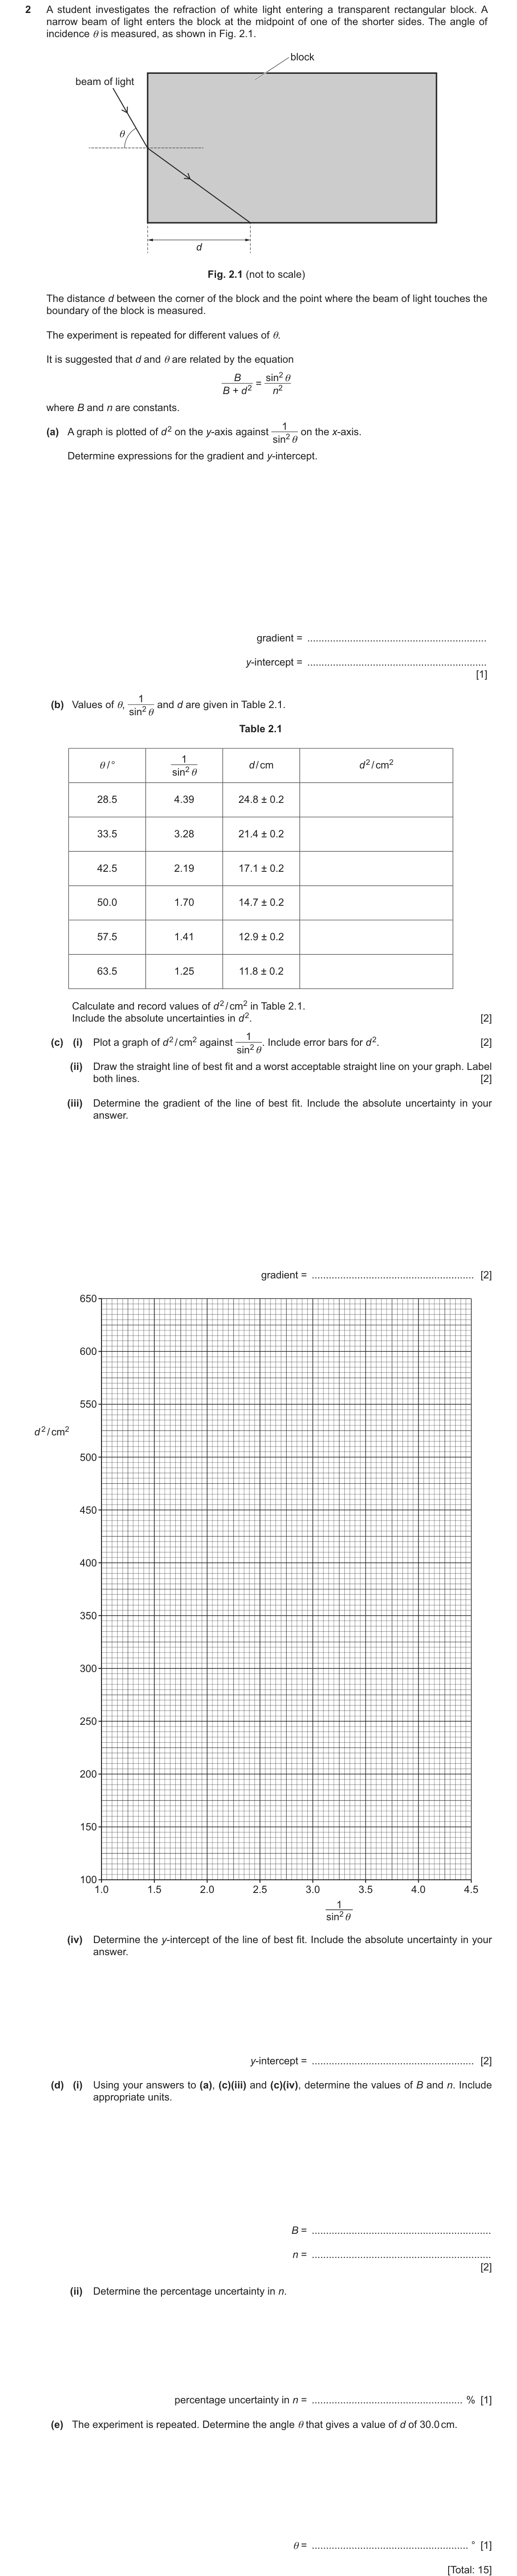 2 A student investigates the refraction of white light entering a transparent rectangular block. A
narrow beam of light enters the block at the midpoint of one of the shorter sides. The angle of
incidence θ is measured, as shown in Fig. 2.1.
block
beam of light
θ
d
Fig. 2.1 (not to scale)
The distance d between the corner of the block and the point where the beam of light touches the
boundary of the block is measured.
The experiment is repeated for different values of θ.
It is suggested that d and θ are related by the equation
B / (B + d²) = sin² θ / n²
where B and n are constants.
(a) A graph is plotted of d² on the y-axis against 1 / sin² θ on the x-axis.
Determine expressions for the gradient and y-intercept.
gradient = ..............................................................
y-intercept = ..............................................................
[1]
(b) Values of θ, 1 / sin² θ and d are given in Table 2.1.
Table 2.1
θ / ° 1 / sin² θ d / cm d² / cm²
28.5 4.39 24.8 ± 0.2
33.5 3.28 21.4 ± 0.2
42.5 2.19 17.1 ± 0.2
50.0 1.70 14.7 ± 0.2
57.5 1.41 12.9 ± 0.2
63.5 1.25 11.8 ± 0.2
Calculate and record values of d² / cm² in Table 2.1.
Include the absolute uncertainties in d². [2]
(c) (i) Plot a graph of d² / cm² against 1 / sin² θ. Include error bars for d². [2]
(ii) Draw the straight line of best fit and a worst acceptable straight line on your graph. Label
both lines. [2]
(iii) Determine the gradient of the line of best fit. Include the absolute uncertainty in your
answer.
gradient = ........................................................ [2]
650
600
550
d² / cm²
500
450
400
350
300
250
200
150
100
1.0 1.5 2.0 2.5 3.0 3.5 4.0 4.5
1 / sin² θ
(iv) Determine the y-intercept of the line of best fit. Include the absolute uncertainty in your
answer.
y-intercept = ........................................................ [2]
(d) (i) Using your answers to (a), (c)(iii) and (c)(iv), determine the values of B and n. Include
appropriate units.
B = ..............................................................
n = ..............................................................
[2]
(ii) Determine the percentage uncertainty in n.
percentage uncertainty in n = .................................................... % [1]
(e) The experiment is repeated. Determine the angle θ that gives a value of d of 30.0 cm.
θ = ...................................................... ° [1]
[Total: 15]